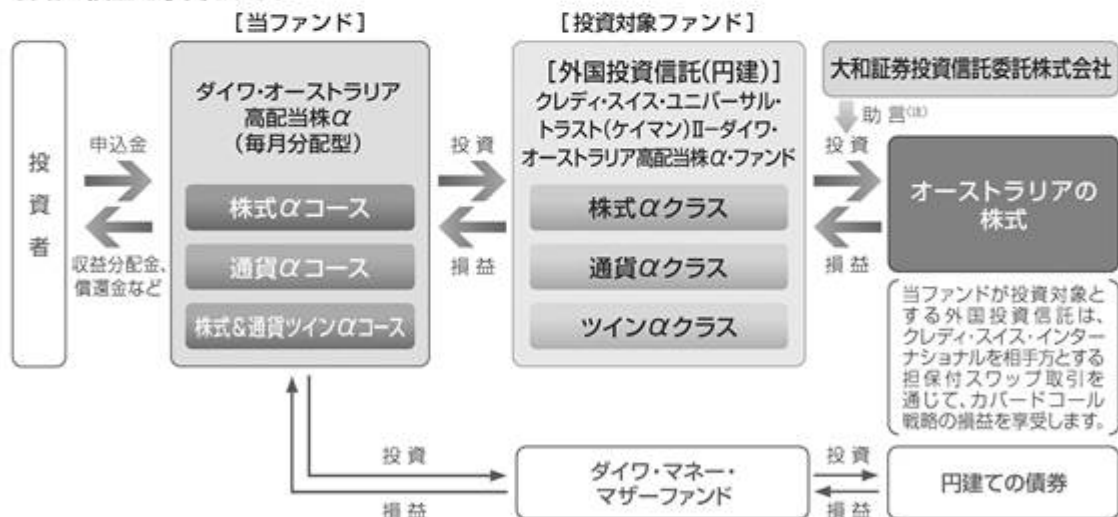 [当ファンド]
[投資対象ファンド]
投資者
申込金
収益分配金、
償還金など
ダイワ・オーストラリア
高配当株α
(毎月分配型)
株式αコース
通貨αコース
株式&通貨ツインαコース
投資
損益
[外国投資信託(円建)]
クレディ・スイス・ユニバーサル・
トラスト(ケイマン)Ⅱーダイワ・
オーストラリア高配当株α・ファンド
株式αクラス
通貨αクラス
ツインαクラス
大和証券投資信託委託株式会社
助言(注)
投資
損益
オーストラリアの
株式
当ファンドが投資対象と
する外国投資信託は、
クレディ・スイス・インター
ナショナルを相手方とする
担保付スワップ取引を
通じて、カバードコール
戦略の損益を享受します。
投資
損益
ダイワ・マネー・
マザーファンド
投資
損益
円建ての債券